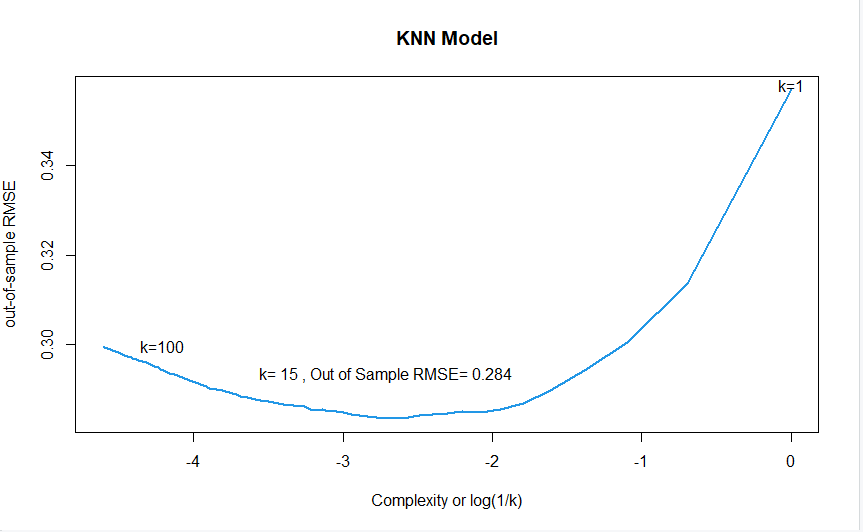 KNN Model
k=1
0.34
0.32
0.30
out-of-sample RMSE
k=100
k= 15 , Out of Sample RMSE= 0.284
-4 -3 -2 -1 0
Complexity or log(1/k)